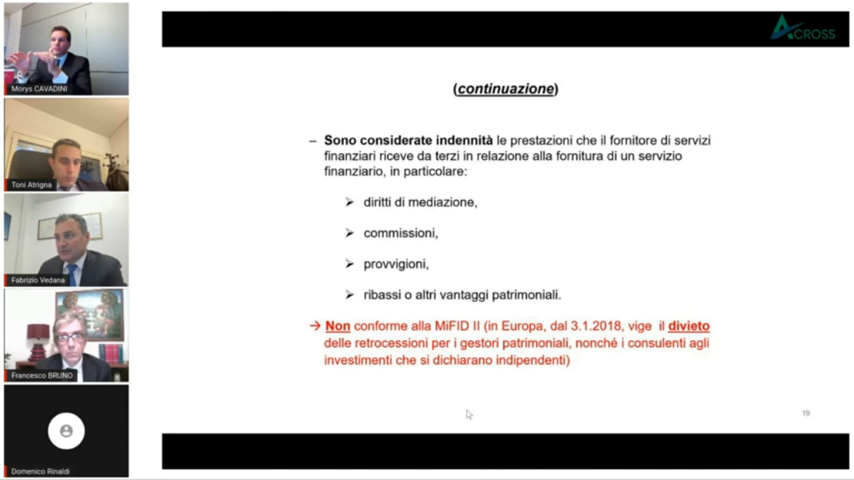 Morys CAVADINI
Toni Atrigna
Fabrizio Vedana
Francesco BRUNO
Domenico Rinaldi
ACROSS
(continuazione)
– Sono considerate indennità le prestazioni che il fornitore di servizi
finanziari riceve da terzi in relazione alla fornitura di un servizio
finanziario, in particolare:
➢ diritti di mediazione,
➢ commissioni,
➢ provvigioni,
➢ ribassi o altri vantaggi patrimoniali.
→ Non conforme alla MiFID II (in Europa, dal 3.1.2018, vige il divieto
delle retrocessioni per i gestori patrimoniali, nonché i consulenti agli
investimenti che si dichiarano indipendenti)
19